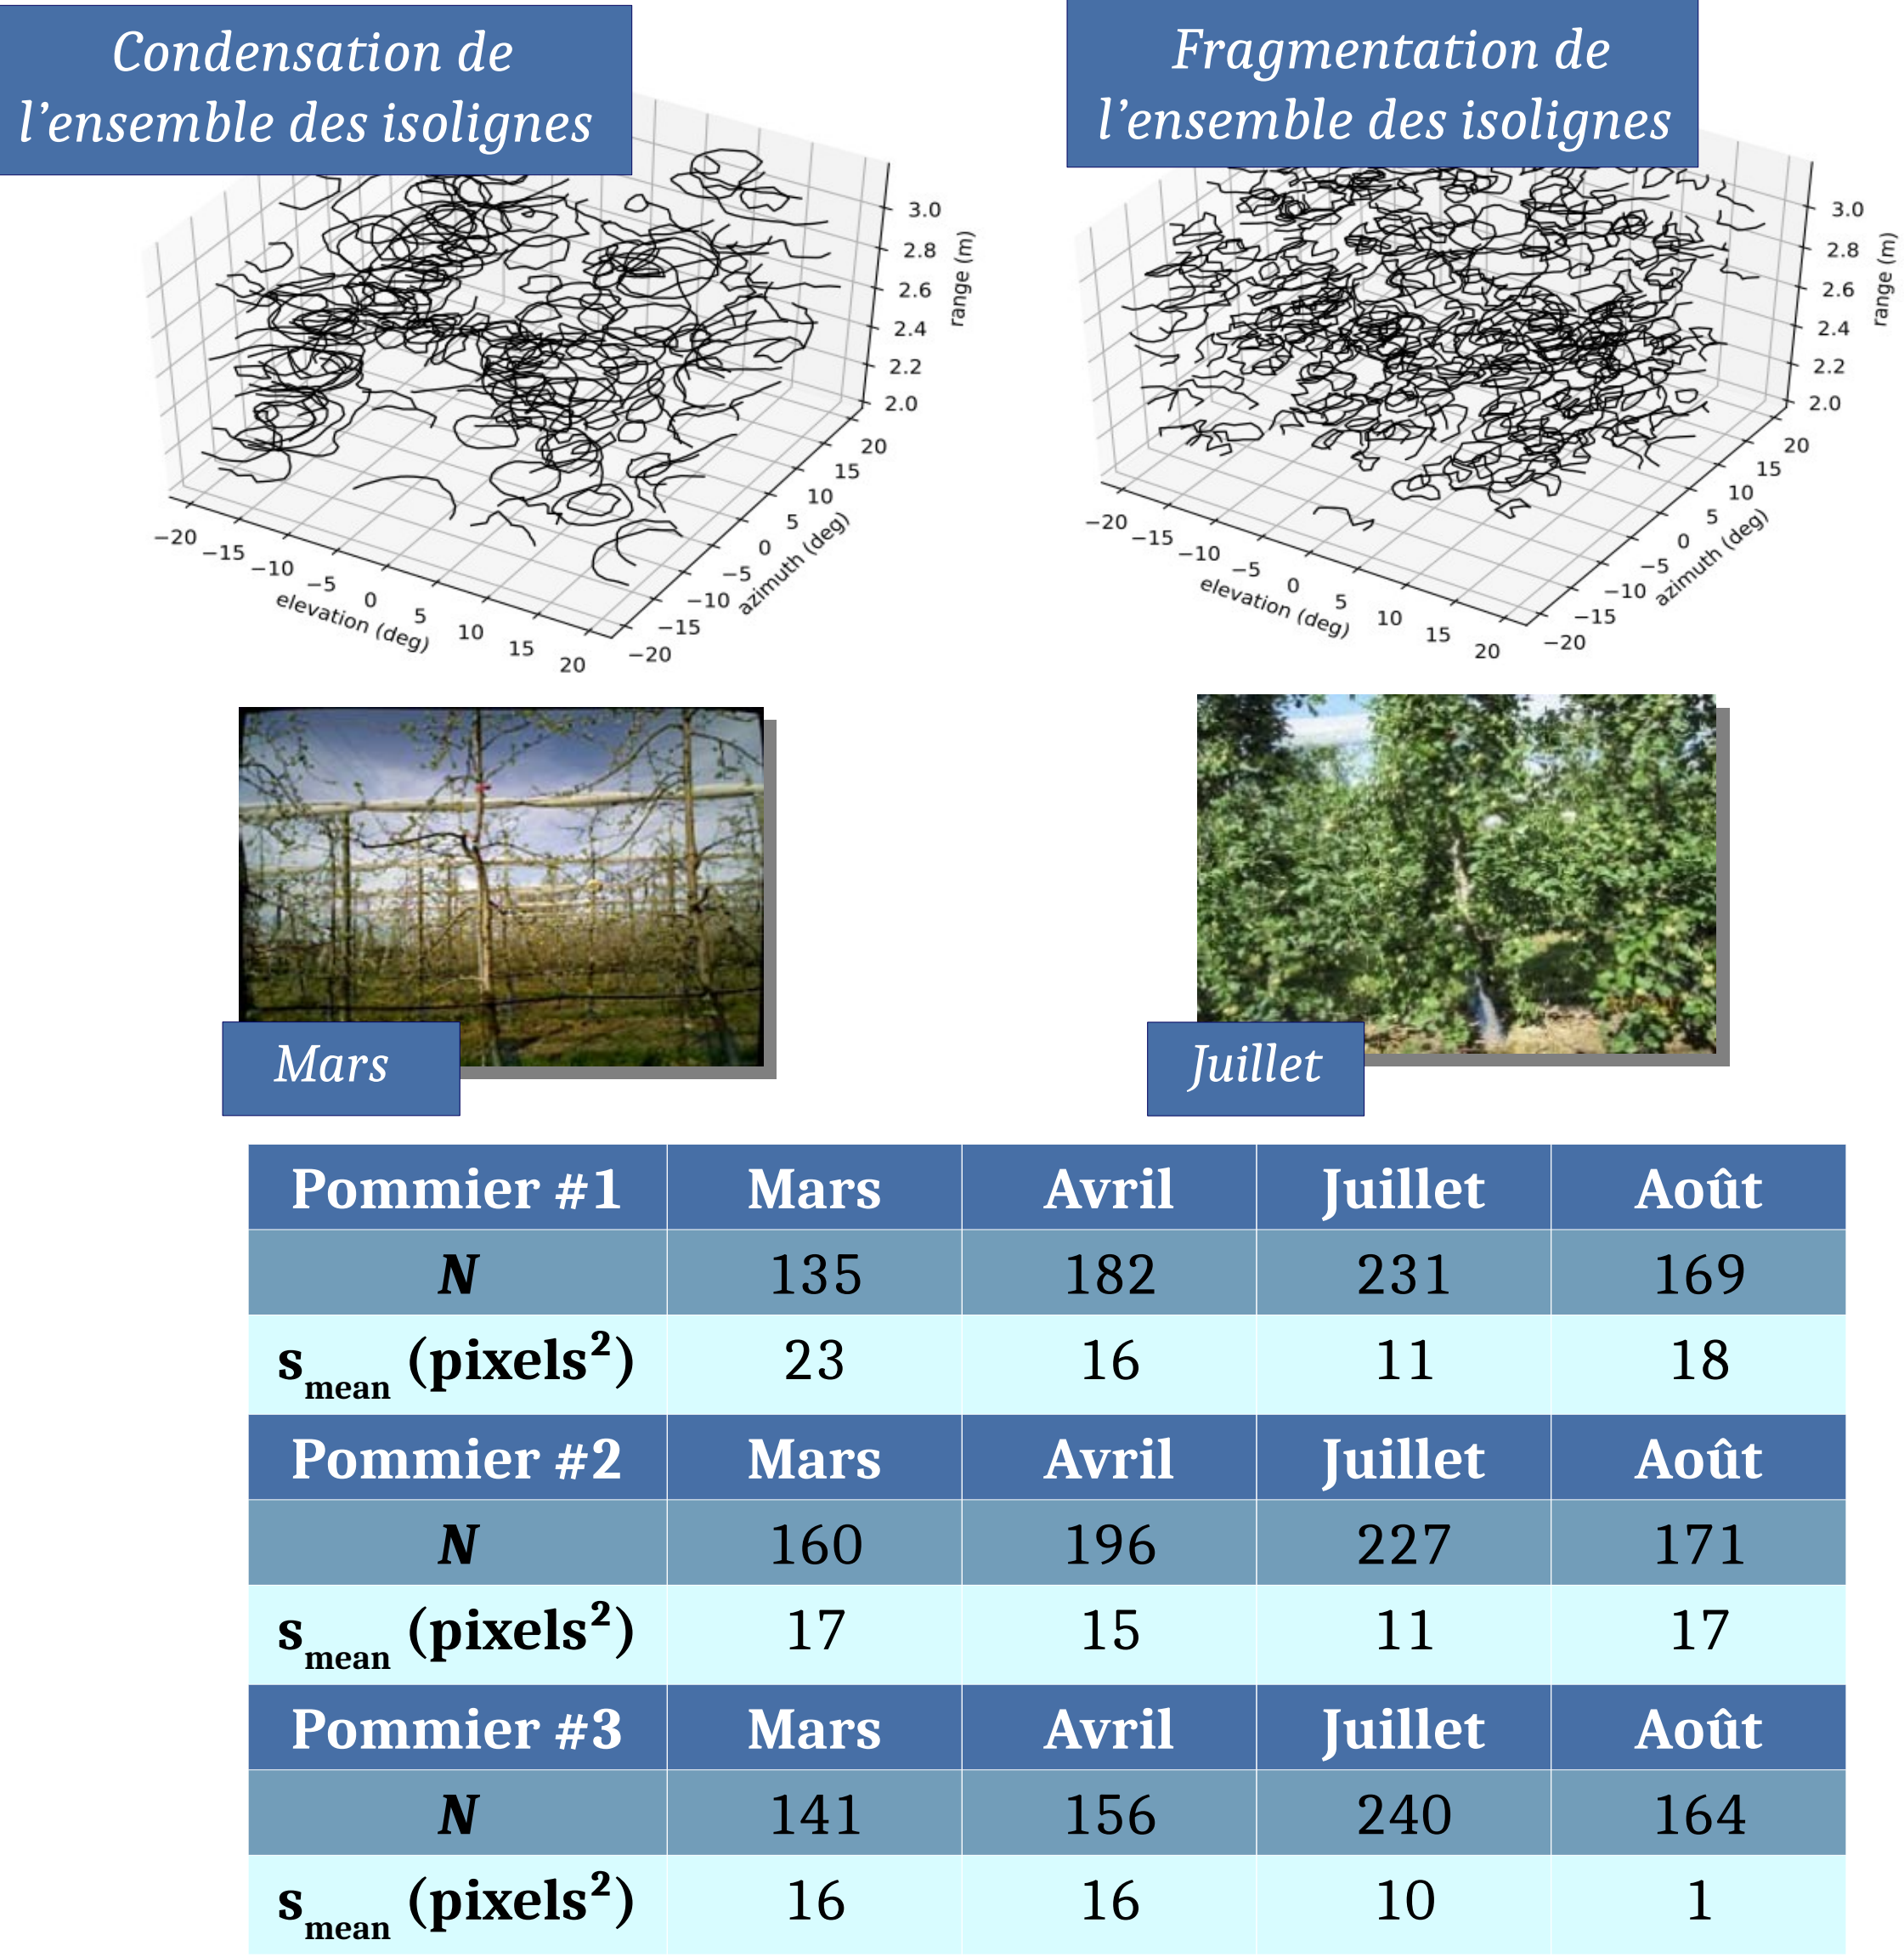 Condensation de
l’ensemble des isolignes
Fragmentation de
l’ensemble des isolignes
3.0
2.8
2.6
2.4
2.2
2.0
range (m)
20
15
10
5
0
−5
−10
−15
−20
azimuth (deg)
−20
−15
−10
−5
0
5
10
15
20
elevation (deg)
3.0
2.8
2.6
2.4
2.2
2.0
range (m)
20
15
10
5
0
−5
−10
−15
−20
azimuth (deg)
−20
−15
−10
−5
0
5
10
15
20
elevation (deg)
Mars
Juillet
Pommier #1 Mars Avril Juillet Août
N 135 182 231 169
smean (pixels²) 23 16 11 18
Pommier #2 Mars Avril Juillet Août
N 160 196 227 171
smean (pixels²) 17 15 11 17
Pommier #3 Mars Avril Juillet Août
N 141 156 240 164
smean (pixels²) 16 16 10 1